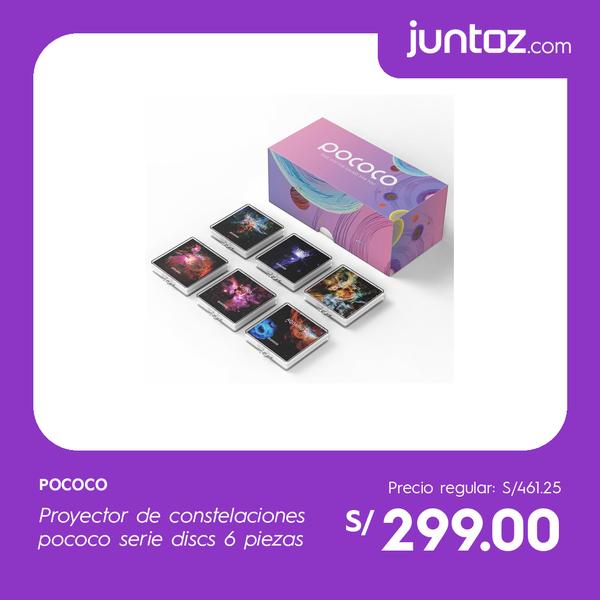 juntoz.com
pococo
POCOCO
Proyector de constelaciones
pococo serie discs 6 piezas
Precio regular: S/461.25
S/ 299.00